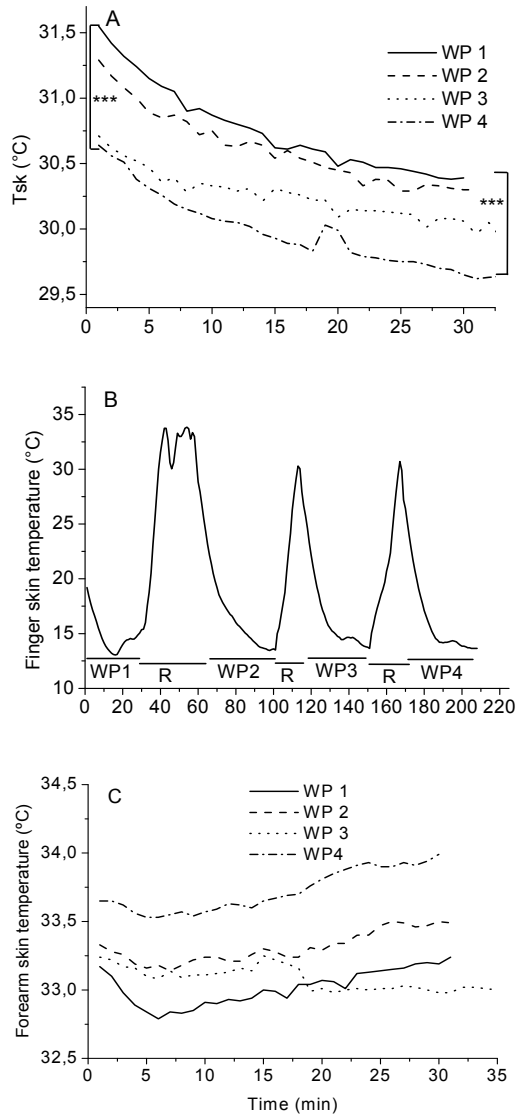 A
WP 1
WP 2
WP 3
WP 4
***
***
Tsk (°C)
31,5
31,0
30,5
30,0
29,5
0 5 10 15 20 25 30
B
Finger skin temperature (°C)
35
30
25
20
15
10
WP1 R WP2 R WP3 R WP4
0 20 40 60 80 100 120 140 160 180 200 220
C
WP 1
WP 2
WP 3
WP4
Forearm skin temperature (ºC)
34,5
34,0
33,5
33,0
32,5
0 5 10 15 20 25 30 35
Time (min)